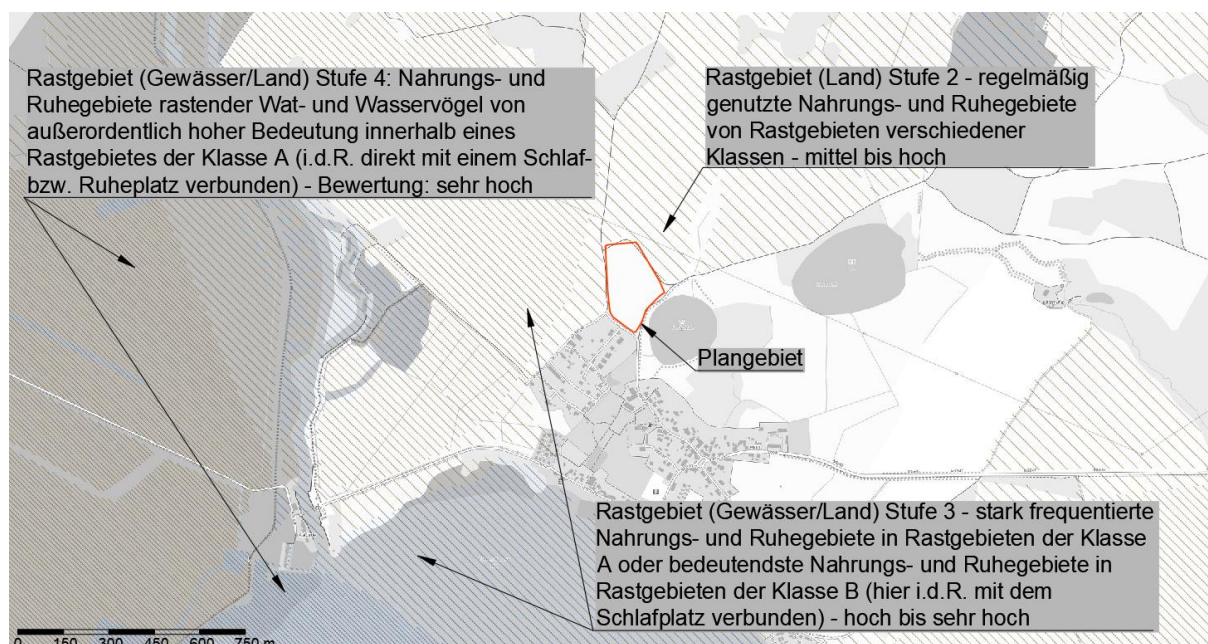 Rastgebiet (Gewässer/Land) Stufe 4: Nahrungs- und
Ruhegebiete rastender Wat- und Wasservögel von
außerordentlich hoher Bedeutung innerhalb eines
Rastgebietes der Klasse A (i.d.R. direkt mit einem Schlaf-
bzw. Ruheplatz verbunden) - Bewertung: sehr hoch
Rastgebiet (Land) Stufe 2 - regelmäßig
genutzte Nahrungs- und Ruhegebiete
von Rastgebieten verschiedener
Klassen - mittel bis hoch
Plangebiet
Rastgebiet (Gewässer/Land) Stufe 3 - stark frequentierte
Nahrungs- und Ruhegebiete in Rastgebieten der Klasse
A oder bedeutendste Nahrungs- und Ruhegebiete in
Rastgebieten der Klasse B (hier i.d.R. mit dem
Schlafplatz verbunden) - hoch bis sehr hoch
0 150 300 450 600 750 m